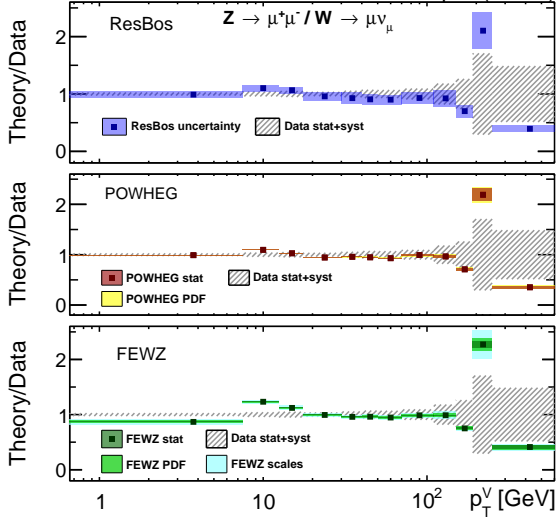 ResBos
Z → μ⁺μ⁻ / W → μν_μ
Theory/Data
2
1
0
ResBos uncertainty
Data stat+syst
POWHEG
Theory/Data
2
1
0
POWHEG stat
Data stat+syst
POWHEG PDF
FEWZ
Theory/Data
2
1
0
FEWZ stat
Data stat+syst
FEWZ PDF
FEWZ scales
1 10 10² p_T^V [GeV]